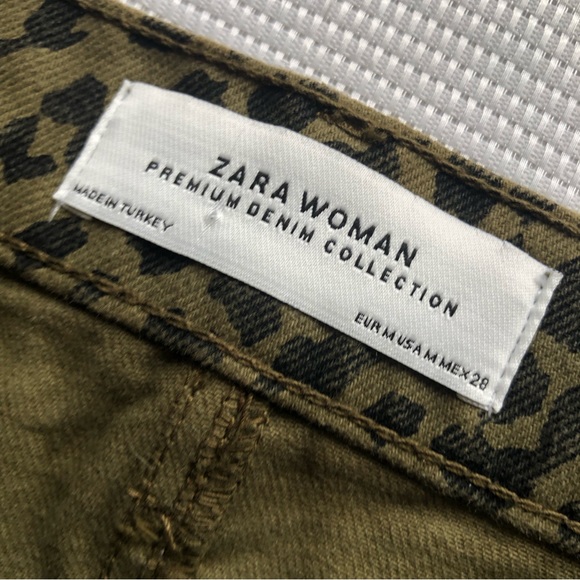 ZARA WOMAN
PREMIUM DENIM COLLECTION
MADE IN TURKEY
EUR M USA M MEX 28